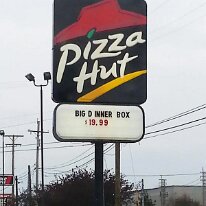 Pizza
Hut
BIG D INNER BOX
$19.99